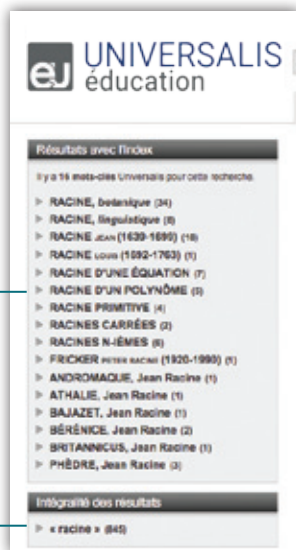 eu UNIVERSALIS
éducation
Résultats avec l'Index
Il y a 16 mots-clés Universalis pour cette recherche.
RACINE, botanique (34)
RACINE, linguistique (8)
RACINE JEAN (1639-1699) (18)
RACINE LOUIS (1692-1763) (1)
RACINE D'UNE ÉQUATION (7)
RACINE D'UN POLYNÔME (5)
RACINE PRIMITIVE (4)
RACINES CARRÉES (2)
RACINES N-IÈMES (6)
FRICKER PETER RACINE (1920-1990) (1)
ANDROMAQUE, Jean Racine (1)
ATHALIE, Jean Racine (1)
BAJAZET, Jean Racine (1)
BÉRÉNICE, Jean Racine (2)
BRITANNICUS, Jean Racine (1)
PHÈDRE, Jean Racine (3)
Intégralité des résultats
« racine » (845)